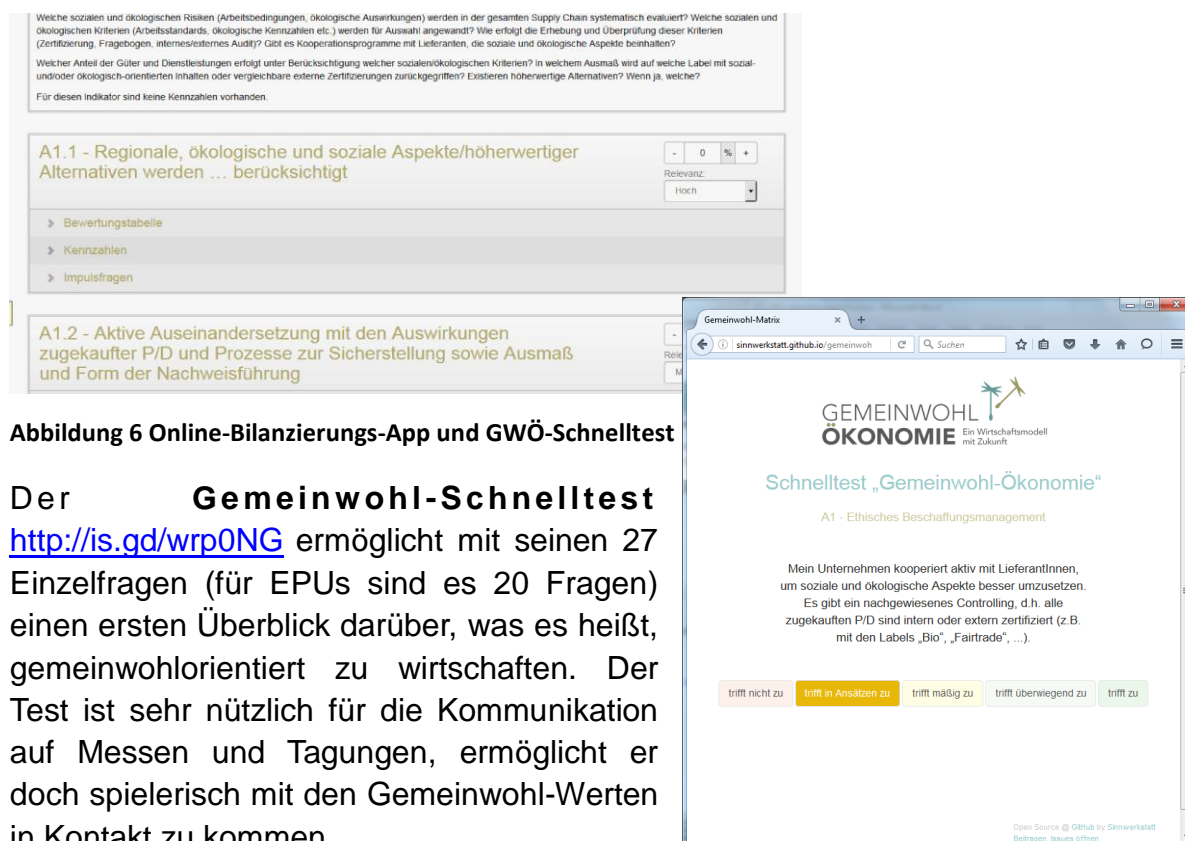 Welche sozialen und ökologischen Risiken (Arbeitsbedingungen, ökologische Auswirkungen) werden in der gesamten Supply Chain systematisch evaluiert? Welche sozialen und
ökologischen Kriterien (Arbeitsstandards, ökologische Kennzahlen etc.) werden für Auswahl angewandt? Wie erfolgt die Erhebung und Überprüfung dieser Kriterien
(Zertifizierung, Fragebogen, internes/externes Audit)? Gibt es Kooperationsprogramme mit Lieferanten, die soziale und ökologische Aspekte beinhalten?
Welcher Anteil der Güter und Dienstleistungen erfolgt unter Berücksichtigung welcher sozialen/ökologischen Kriterien? In welchem Ausmaß wird auf welche Label mit sozial-
und/oder ökologisch-orientierten Inhalten oder vergleichbare externe Zertifizierungen zurückgegriffen? Existieren höherwertige Alternativen? Wenn ja, welche?
Für diesen Indikator sind keine Kennzahlen vorhanden.
A1.1 - Regionale, ökologische und soziale Aspekte/höherwertiger
Alternativen werden … berücksichtigt
- 0 % +
Relevanz:
Hoch
Bewertungstabelle
Kennzahlen
Impulsfragen
A1.2 - Aktive Auseinandersetzung mit den Auswirkungen
zugekaufter P/D und Prozesse zur Sicherstellung sowie Ausmaß
und Form der Nachweisführung
-
Abbildung 6 Online-Bilanzierungs-App und GWÖ-Schnelltest
Der Gemeinwohl-Schnelltest
http://is.gd/wrp0NG ermöglicht mit seinen 27
Einzelfragen (für EPUs sind es 20 Fragen)
einen ersten Überblick darüber, was es heißt,
gemeinwohlorientiert zu wirtschaften. Der
Test ist sehr nützlich für die Kommunikation
auf Messen und Tagungen, ermöglicht er
doch spielerisch mit den Gemeinwohl-Werten
in Kontakt zu kommen
Gemeinwohl-Matrix
sinnwerkstatt.github.io/gemeinwoh
Suchen
GEMEINWOHL
ÖKONOMIE Ein Wirtschaftsmodell
mit Zukunft
Schnelltest „Gemeinwohl-Ökonomie“
A1 - Ethisches Beschaffungsmanagement
Mein Unternehmen kooperiert aktiv mit LieferantInnen,
um soziale und ökologische Aspekte besser umzusetzen.
Es gibt ein nachgewiesenes Controlling, d.h. alle
zugekauften P/D sind intern oder extern zertifiziert (z.B.
mit den Labels „Bio“, „Fairtrade“, ...).
trifft nicht zu trifft in Ansätzen zu trifft mäßig zu trifft überwiegend zu trifft zu
Open Source @ GitHub by Sinnwerkstatt
Beitragen, Issues öffnen